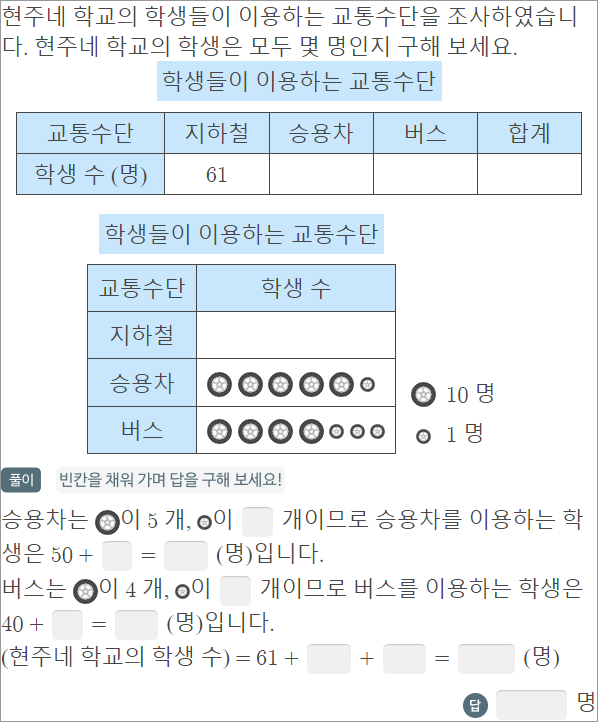 현주네 학교의 학생들이 이용하는 교통수단을 조사하였습니
다. 현주네 학교의 학생은 모두 몇 명인지 구해 보세요.
학생들이 이용하는 교통수단
교통수단 지하철 승용차 버스 합계
학생 수 (명) 61
학생들이 이용하는 교통수단
교통수단 학생 수
지하철
승용차
10 명
버스
1 명
풀이 빈칸을 채워 가며 답을 구해 보세요!
승용차는 이 5 개, 이 개이므로 승용차를 이용하는 학
생은 50 + = (명)입니다.
버스는 이 4 개, 이 개이므로 버스를 이용하는 학생은
40 + = (명)입니다.
(현주네 학교의 학생 수) = 61 + + = (명)
답 명